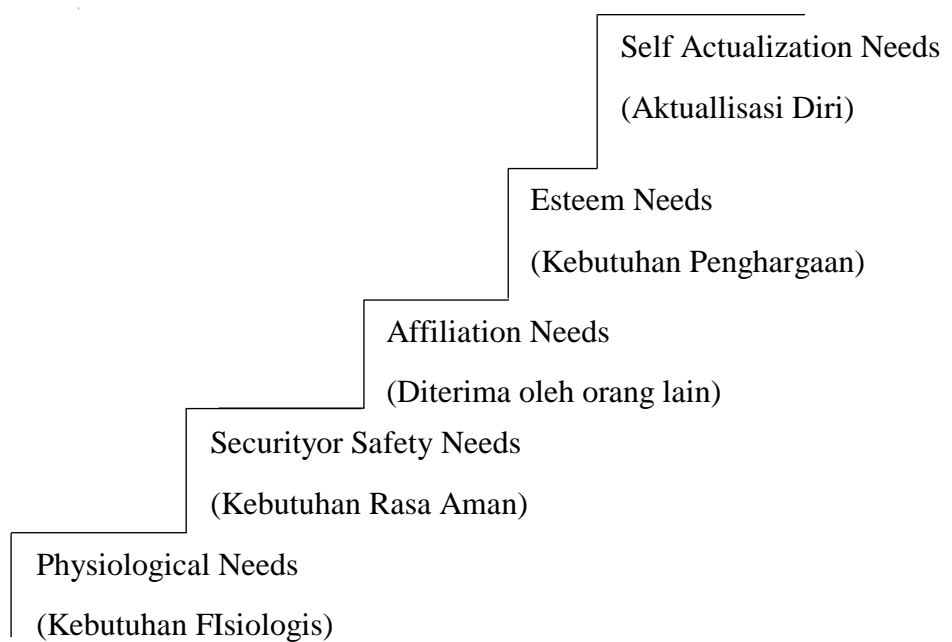 Self Actualization Needs
(Aktuallisasi Diri)
Esteem Needs
(Kebutuhan Penghargaan)
Affiliation Needs
(Diterima oleh orang lain)
Securityor Safety Needs
(Kebutuhan Rasa Aman)
Physiological Needs
(Kebutuhan FIsiologis)